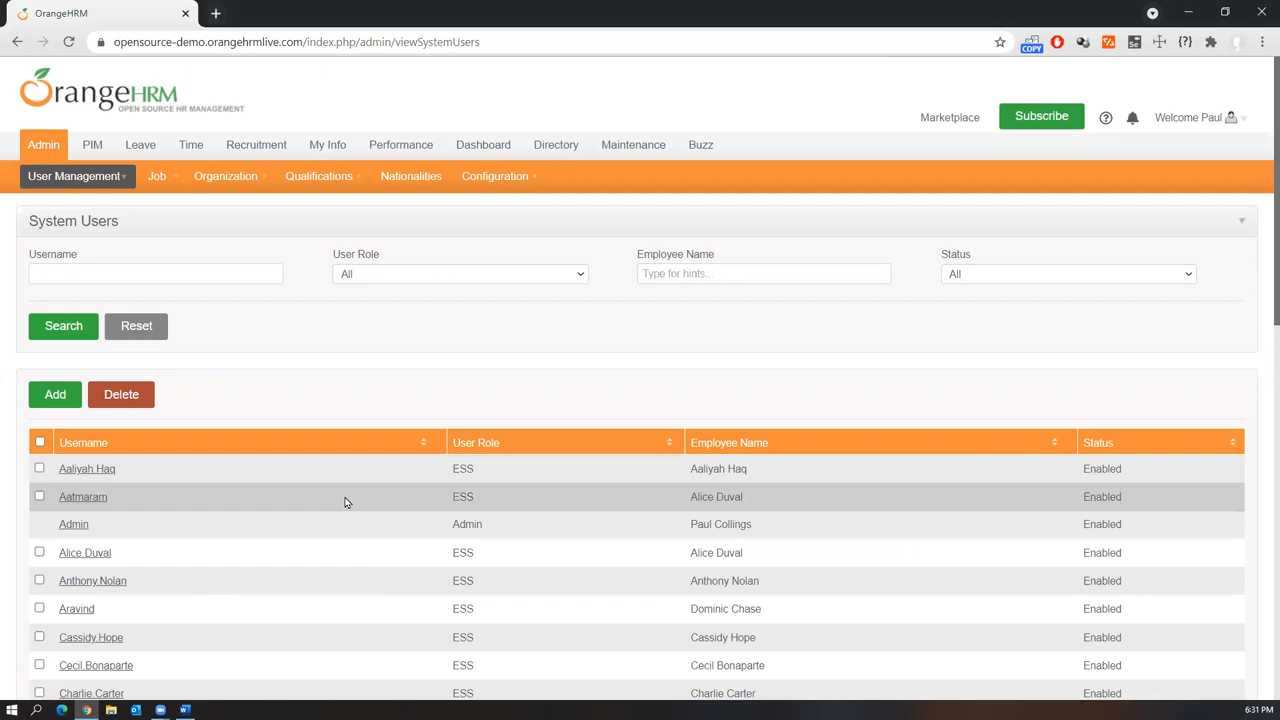 OrangeHRM
opensource-demo.orangehrmlive.com/index.php/admin/viewSystemUsers
COPY
Se
{?}
OrangeHRM
OPEN SOURCE HR MANAGEMENT
Marketplace Subscribe Welcome Paul
Admin PIM Leave Time Recruitment My Info Performance Dashboard Directory Maintenance Buzz
User Management Job Organization Qualifications Nationalities Configuration
System Users
Username User Role Employee Name Status
All Type for hints... All
Search Reset
Add Delete
Username User Role Employee Name Status
Aaliyah.Haq ESS Aaliyah Haq Enabled
Aatmaram ESS Alice Duval Enabled
Admin Admin Paul Collings Enabled
Alice Duval ESS Alice Duval Enabled
Anthony.Nolan ESS Anthony Nolan Enabled
Aravind ESS Dominic Chase Enabled
Cassidy.Hope ESS Cassidy Hope Enabled
Cecil.Bonaparte ESS Cecil Bonaparte Enabled
Charlie.Carter ESS Charlie Carter Enabled
6:31 PM